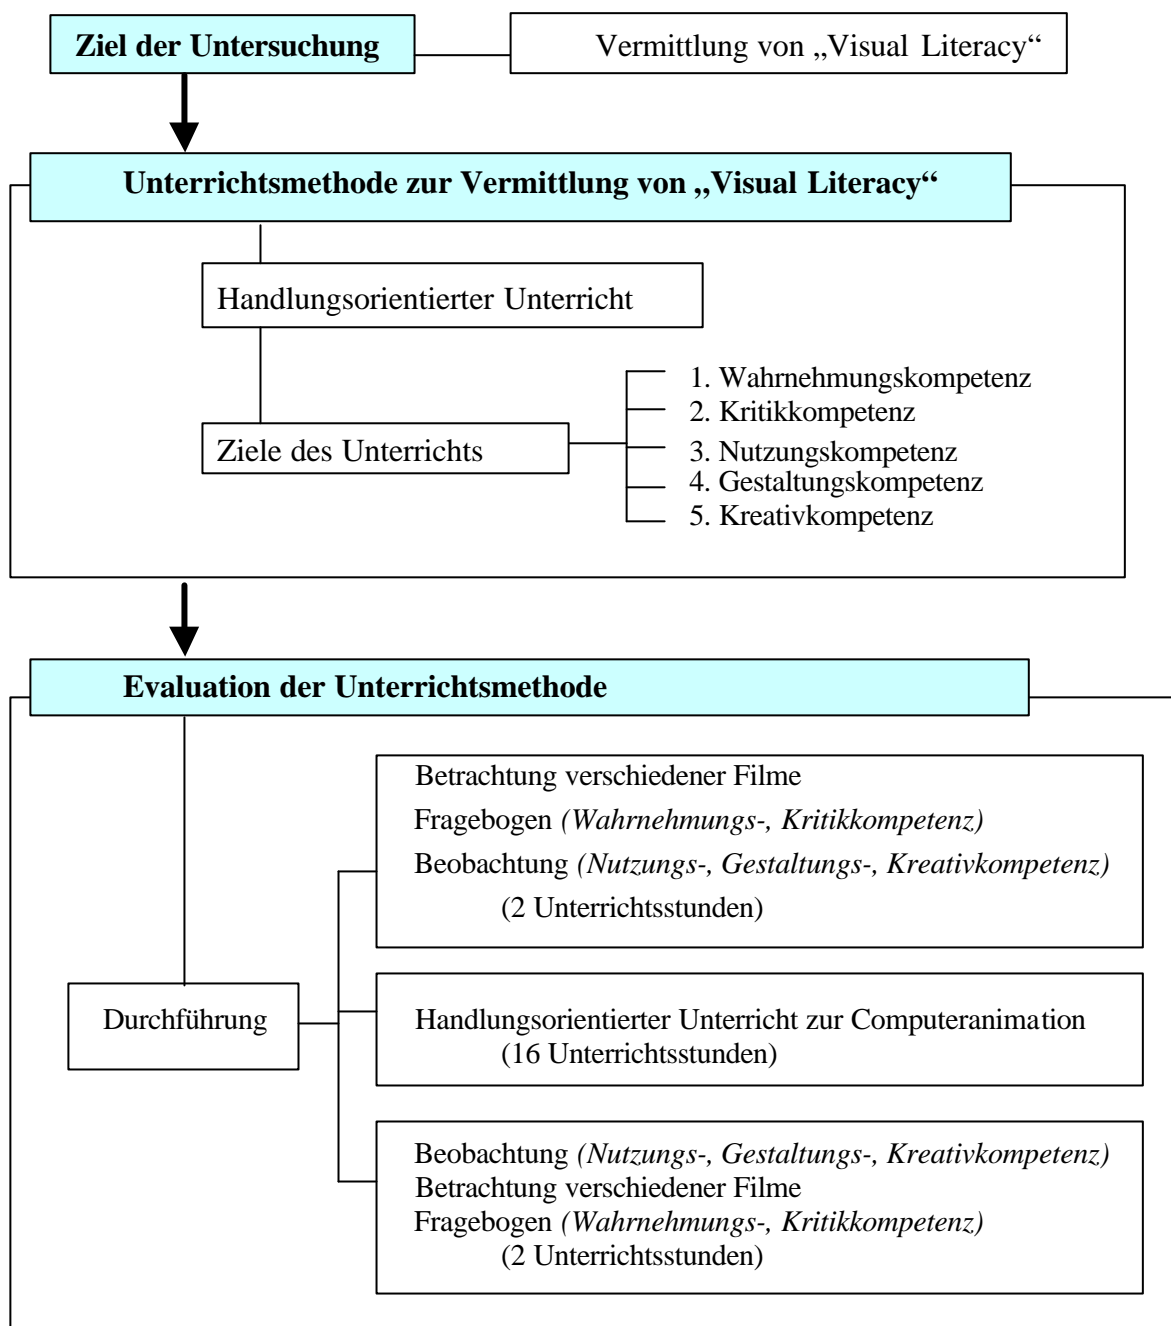 Ziel der Untersuchung
Vermittlung von „Visual Literacy“
Unterrichtsmethode zur Vermittlung von „Visual Literacy“
Handlungsorientierter Unterricht
Ziele des Unterrichts
1. Wahrnehmungskompetenz
2. Kritikkompetenz
3. Nutzungskompetenz
4. Gestaltungskompetenz
5. Kreativkompetenz
Evaluation der Unterrichtsmethode
Durchführung
Betrachtung verschiedener Filme
Fragebogen (Wahrnehmungs-, Kritikkompetenz)
Beobachtung (Nutzungs-, Gestaltungs-, Kreativkompetenz)
(2 Unterrichtsstunden)
Handlungsorientierter Unterricht zur Computeranimation
(16 Unterrichtsstunden)
Beobachtung (Nutzungs-, Gestaltungs-, Kreativkompetenz)
Betrachtung verschiedener Filme
Fragebogen (Wahrnehmungs-, Kritikkompetenz)
(2 Unterrichtsstunden)